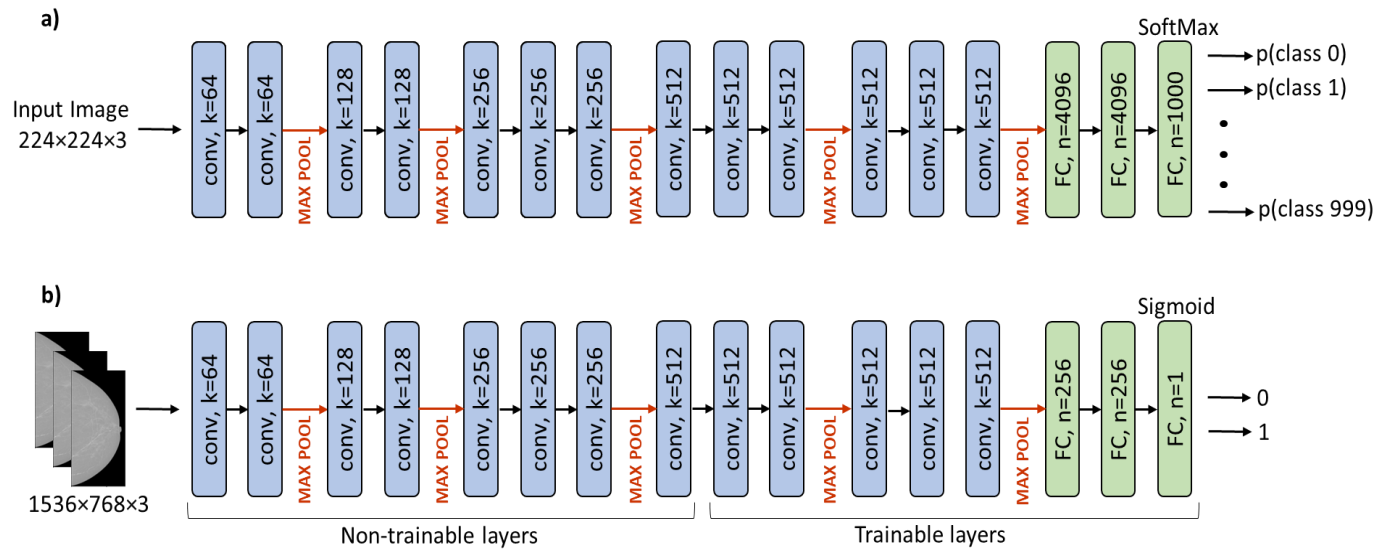 a)
Input Image
224×224×3
conv, k=64
conv, k=64
MAX POOL
conv, k=128
conv, k=128
MAX POOL
conv, k=256
conv, k=256
conv, k=256
MAX POOL
conv, k=512
conv, k=512
conv, k=512
MAX POOL
conv, k=512
conv, k=512
conv, k=512
MAX POOL
FC, n=4096
FC, n=4096
SoftMax
FC, n=1000
p(class 0)
p(class 1)
p(class 999)
b)
1536×768×3
conv, k=64
conv, k=64
MAX POOL
conv, k=128
conv, k=128
MAX POOL
conv, k=256
conv, k=256
conv, k=256
MAX POOL
conv, k=512
conv, k=512
conv, k=512
MAX POOL
conv, k=512
conv, k=512
conv, k=512
MAX POOL
FC, n=256
FC, n=256
Sigmoid
FC, n=1
0
1
Non-trainable layers
Trainable layers